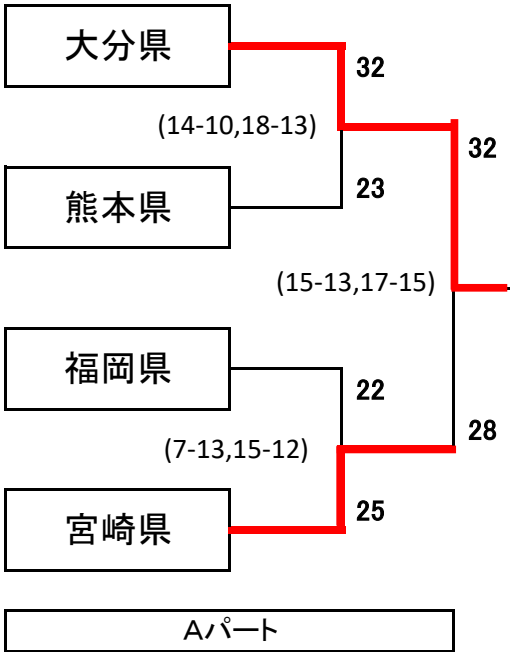 大分県
32
(14-10,18-13)
32
23
熊本県
(15-13,17-15)
福岡県
22
28
(7-13,15-12)
25
宮崎県
Aパート